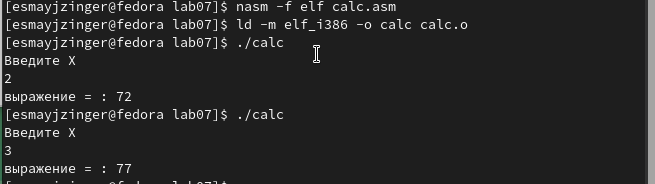 [esmayjzinger@fedora lab07]$ nasm -f elf calc.asm
[esmayjzinger@fedora lab07]$ ld -m elf_i386 -o calc calc.o
[esmayjzinger@fedora lab07]$ ./calc
Введите X
2
выражение = : 72
[esmayjzinger@fedora lab07]$ ./calc
Введите X
3
выражение = : 77